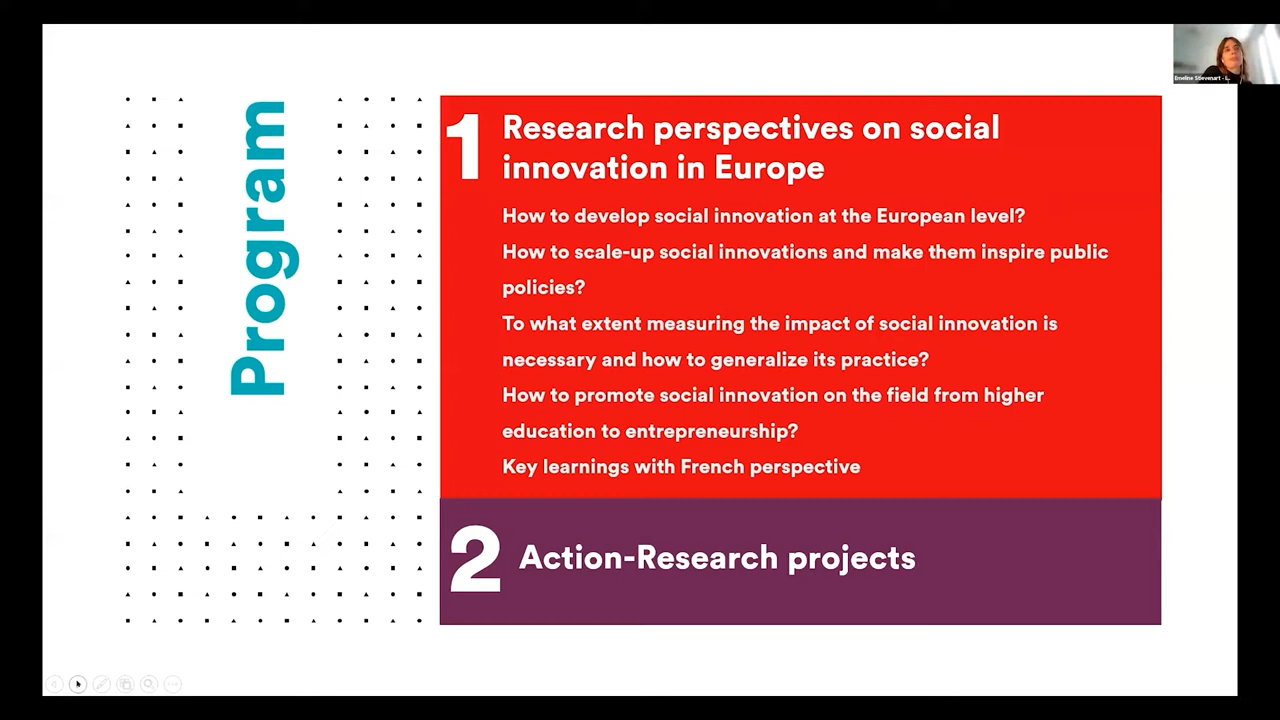 Program
1
Research perspectives on social
innovation in Europe
How to develop social innovation at the European level?
How to scale-up social innovations and make them inspire public
policies?
To what extent measuring the impact of social innovation is
necessary and how to generalize its practice?
How to promote social innovation on the field from higher
education to entrepreneurship?
Key learnings with French perspective
2
Action-Research projects
Emeline Stievenart -